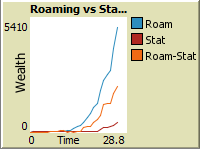 Roaming vs Sta...
5410
Wealth
0
0
Time
28.8
Roam
Stat
Roam-Stat